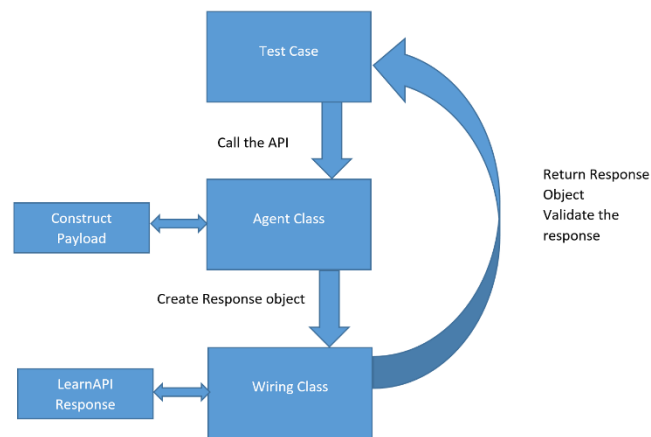 Test Case
Call the API
Return Response
Object
Validate the
response
Construct
Payload
Agent Class
Create Response object
LearnAPI
Response
Wiring Class